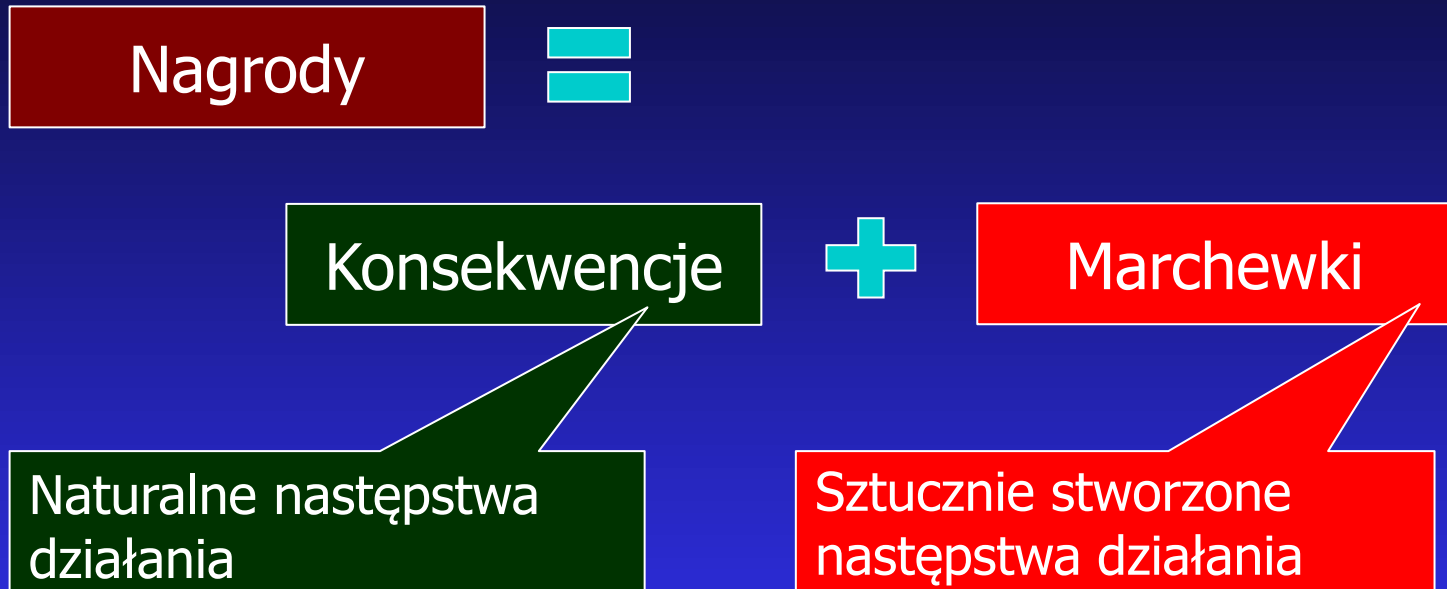 Nagrody
Konsekwencje
Marchewki
Naturalne następstwa
działania
Sztucznie stworzone
następstwa działania